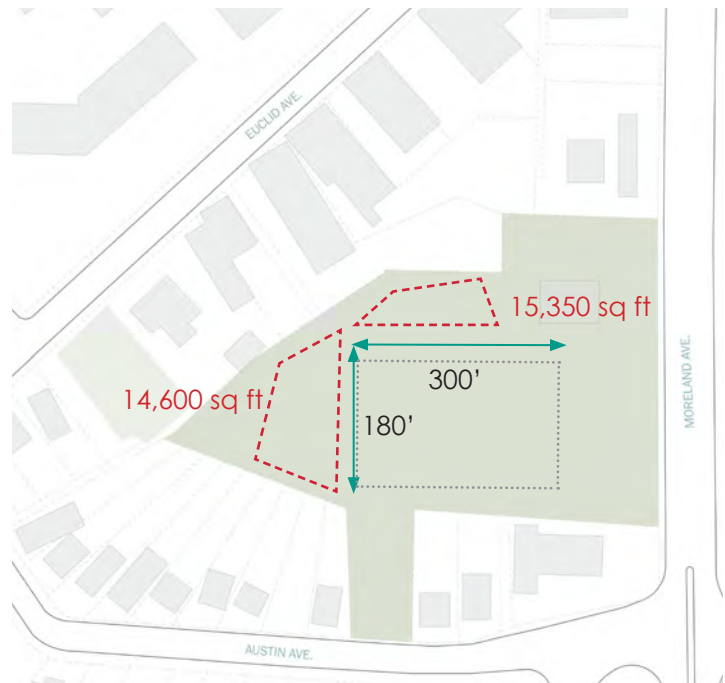 EUCLID AVE.
15,350 sq ft
300’
MORELAND AVE.
14,600 sq ft
180’
AUSTIN AVE.